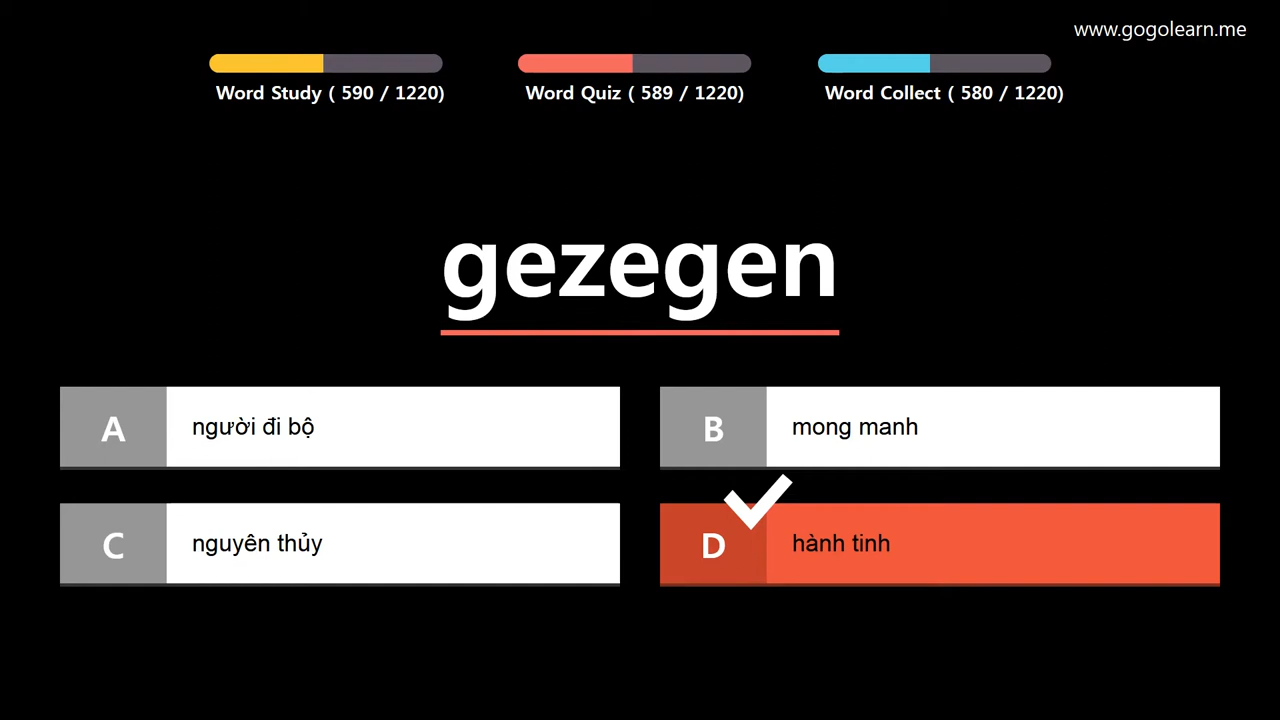 www.gogolearn.me
Word Study ( 590 / 1220)
Word Quiz ( 589 / 1220)
Word Collect ( 580 / 1220)
gezegen
A
người đi bộ
B
mong manh
C
nguyên thủy
D
hành tinh